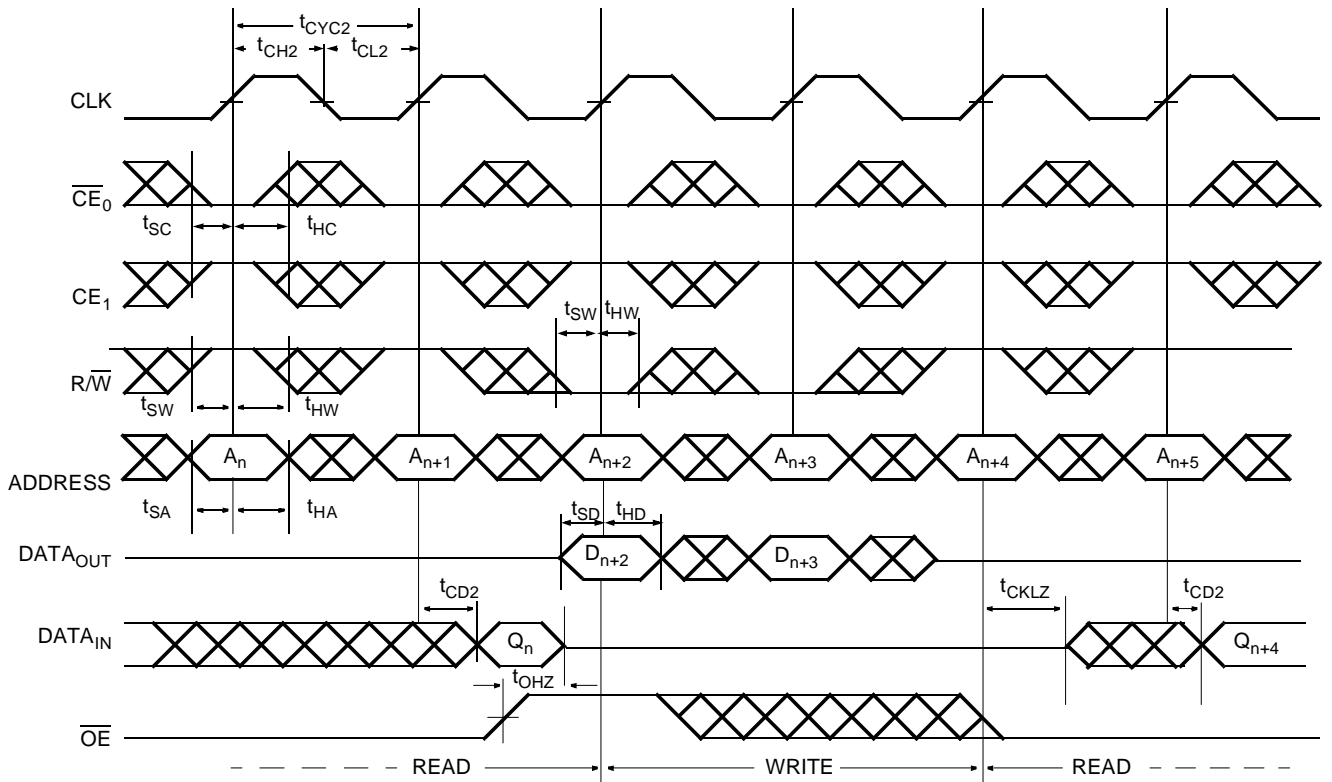 tCYC2
tCH2 tCL2
CLK
CE0
tSC tHC
CE1
tSW tHW
R/W
tSW tHW
An An+1 An+2 An+3 An+4 An+5
ADDRESS
tSA tHA tSD tHD
DATAOUT Dn+2 Dn+3
tCD2 tCKLZ tCD2
DATAIN Qn Qn+4
tOHZ
OE
READ WRITE READ